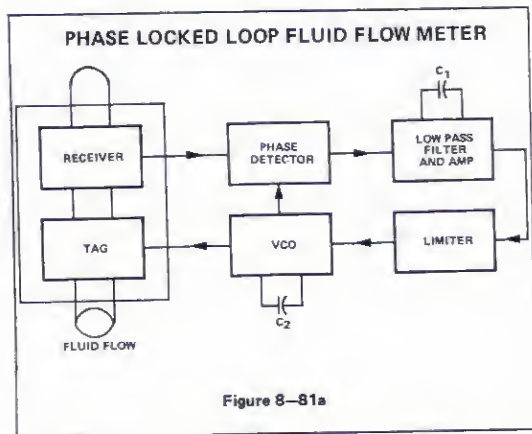 PHASE LOCKED LOOP FLUID FLOW METER
C1
RECEIVER
PHASE
DETECTOR
LOW PASS
FILTER
AND AMP
TAG
VCO
LIMITER
C2
FLUID FLOW
Figure 8–81a